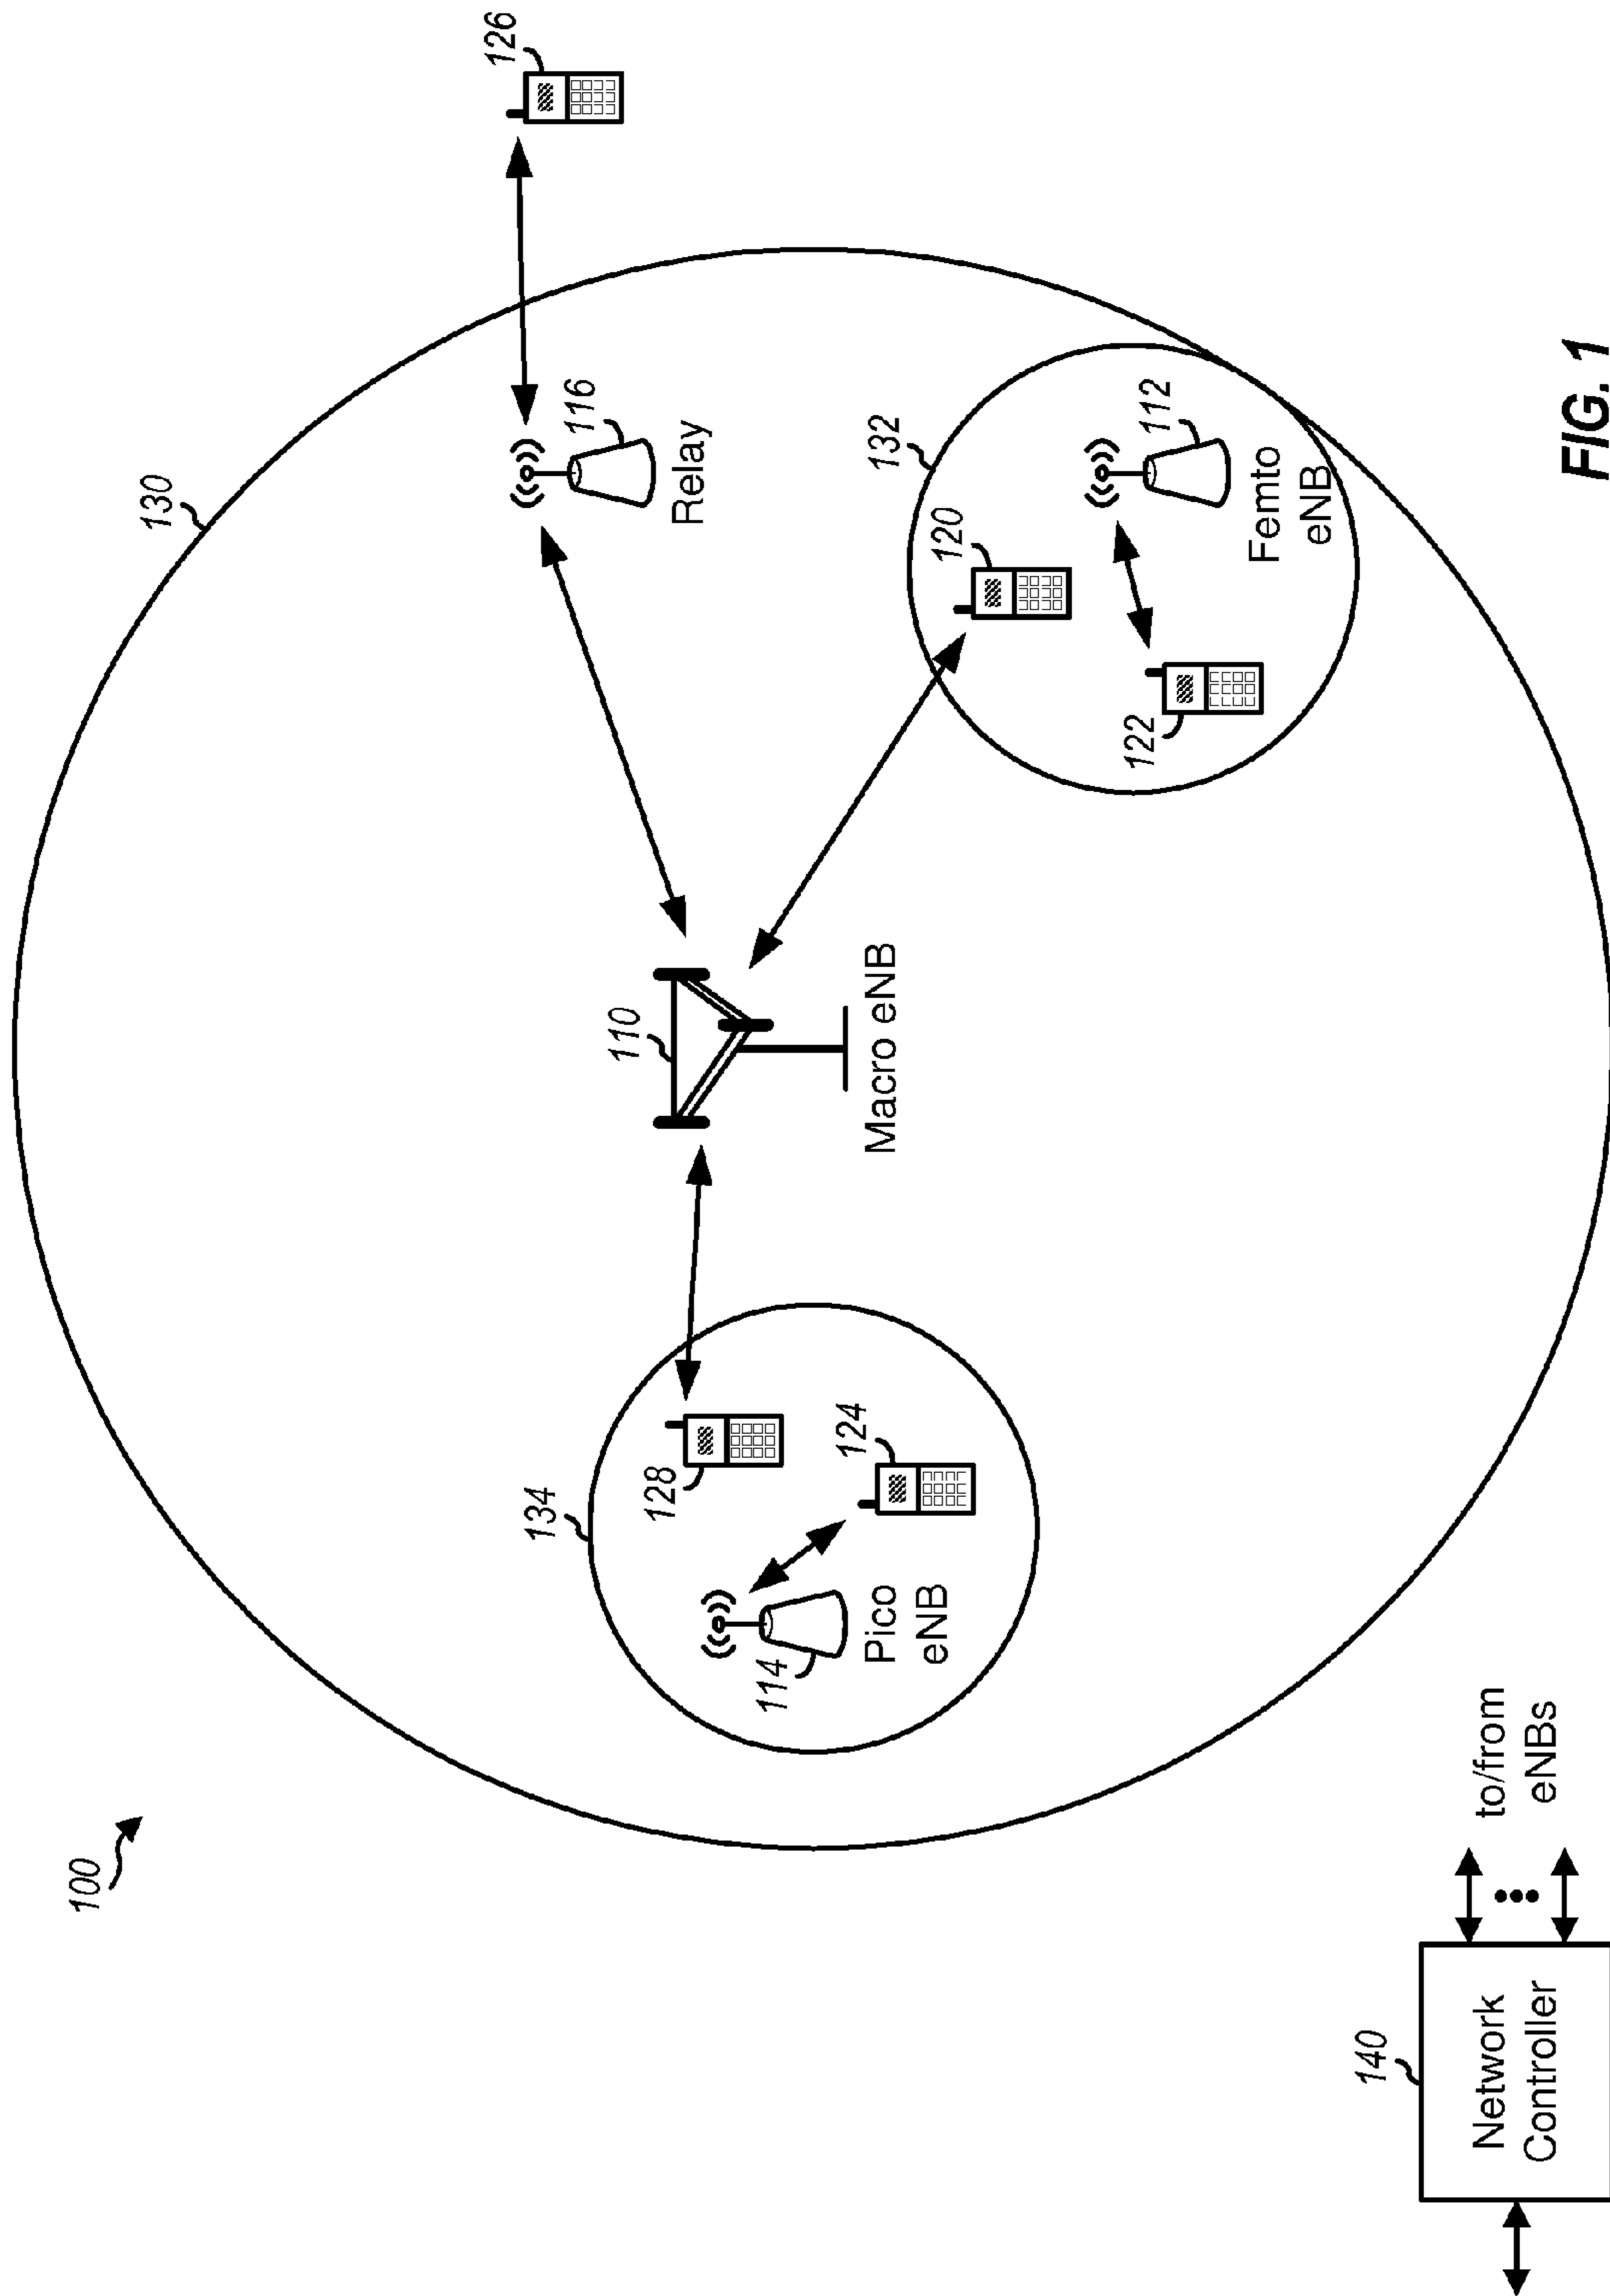 100
130
126
116
Relay
110
Macro eNB
134
128
124
114
Pico
eNB
120
132
122
112
Femto
eNB
140
Network
Controller
to/from
eNBs
FIG. 1